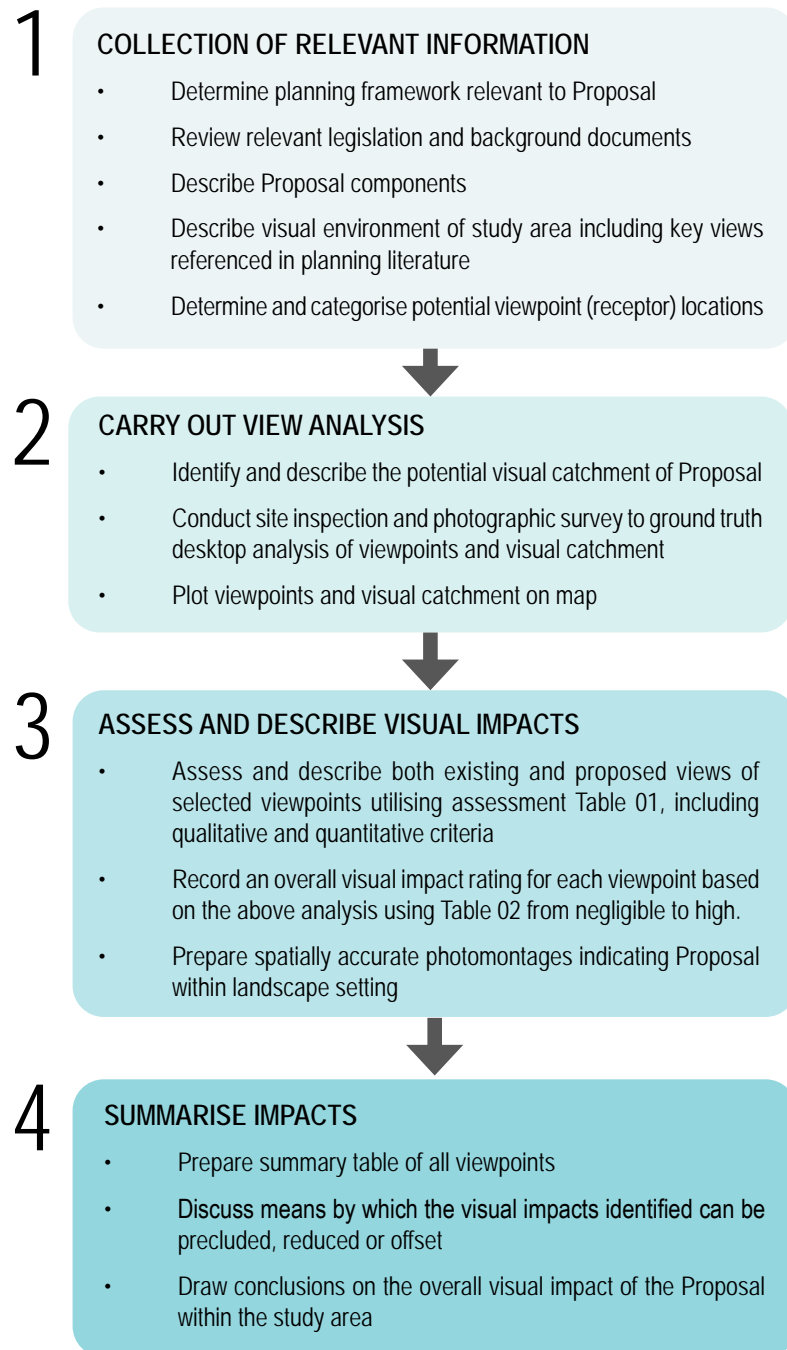 1
COLLECTION OF RELEVANT INFORMATION
• Determine planning framework relevant to Proposal
• Review relevant legislation and background documents
• Describe Proposal components
• Describe visual environment of study area including key views
referenced in planning literature
• Determine and categorise potential viewpoint (receptor) locations
2
CARRY OUT VIEW ANALYSIS
• Identify and describe the potential visual catchment of Proposal
• Conduct site inspection and photographic survey to ground truth
desktop analysis of viewpoints and visual catchment
• Plot viewpoints and visual catchment on map
3
ASSESS AND DESCRIBE VISUAL IMPACTS
• Assess and describe both existing and proposed views of
selected viewpoints utilising assessment Table 01, including
qualitative and quantitative criteria
• Record an overall visual impact rating for each viewpoint based
on the above analysis using Table 02 from negligible to high.
• Prepare spatially accurate photomontages indicating Proposal
within landscape setting
4
SUMMARISE IMPACTS
• Prepare summary table of all viewpoints
• Discuss means by which the visual impacts identified can be
precluded, reduced or offset
• Draw conclusions on the overall visual impact of the Proposal
within the study area